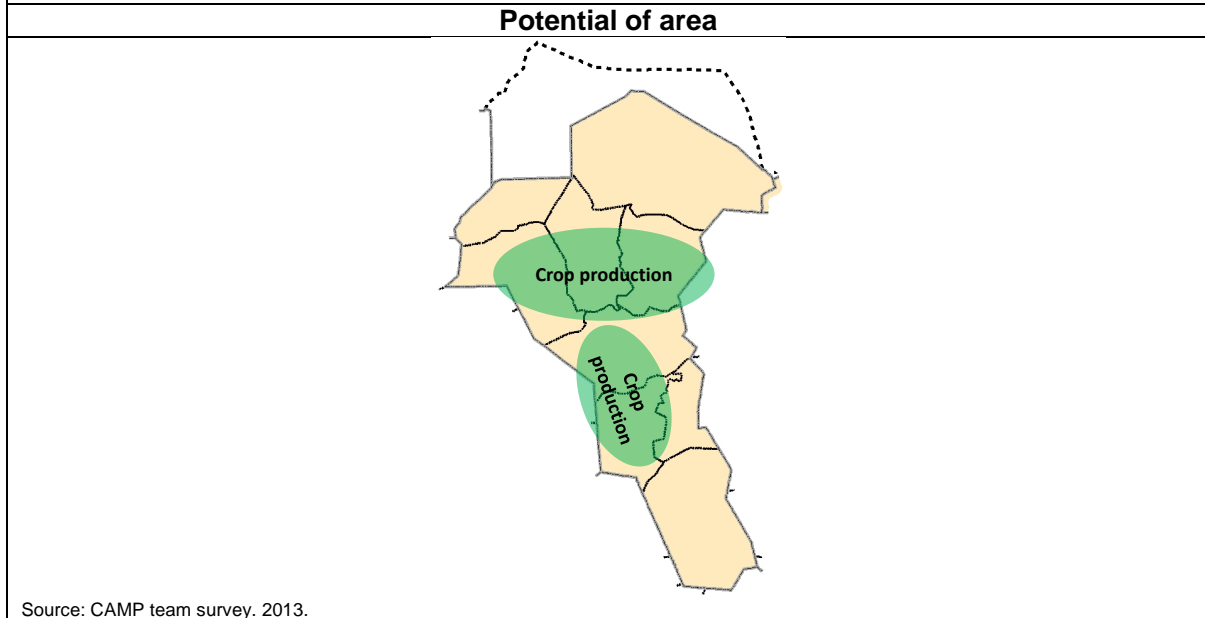 Potential of area
Crop production
Crop
production
Source: CAMP team survey. 2013.